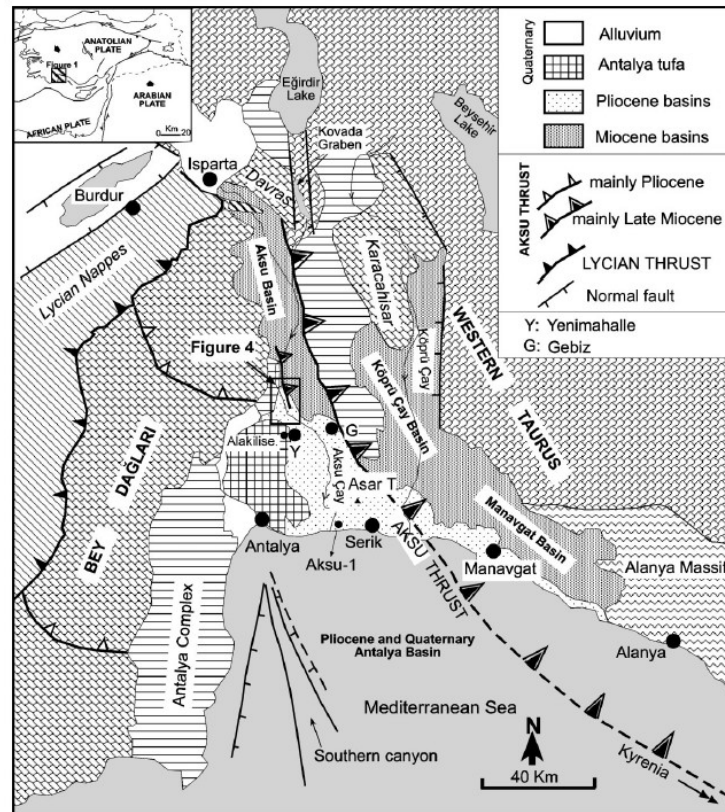 ANATOLIAN
PLATE
Figure 1
ARABIAN
PLATE
AFRICAN PLATE
0 Km 20
Quaternary
Alluvium
Antalya tufa
Pliocene basins
Miocene basins
AKSU THRUST
mainly Pliocene
mainly Late Miocene
LYCIAN THRUST
Normal fault
Y: Yenimahalle
G: Gebiz
Eğirdir
Lake
Beyşehir
Lake
Kovada
Graben
Isparta
Davras
Burdur
Lycian Nappes
Aksu Basin
Karacahisar
Köprü Çay
WESTERN
TAURUS
Figure 4
Köprü Çay Basin
Alakilise.
Y
G
Aksu Çay
Asar T.
BEY
DAĞLARI
Antalya
Serik
Aksu-1
AKSU THRUST
Manavgat
Manavgat Basin
Alanya Massif
Alanya
Antalya Complex
Pliocene and Quaternary
Antalya Basin
Mediterranean Sea
Southern canyon
N
40 Km
Kyrenia